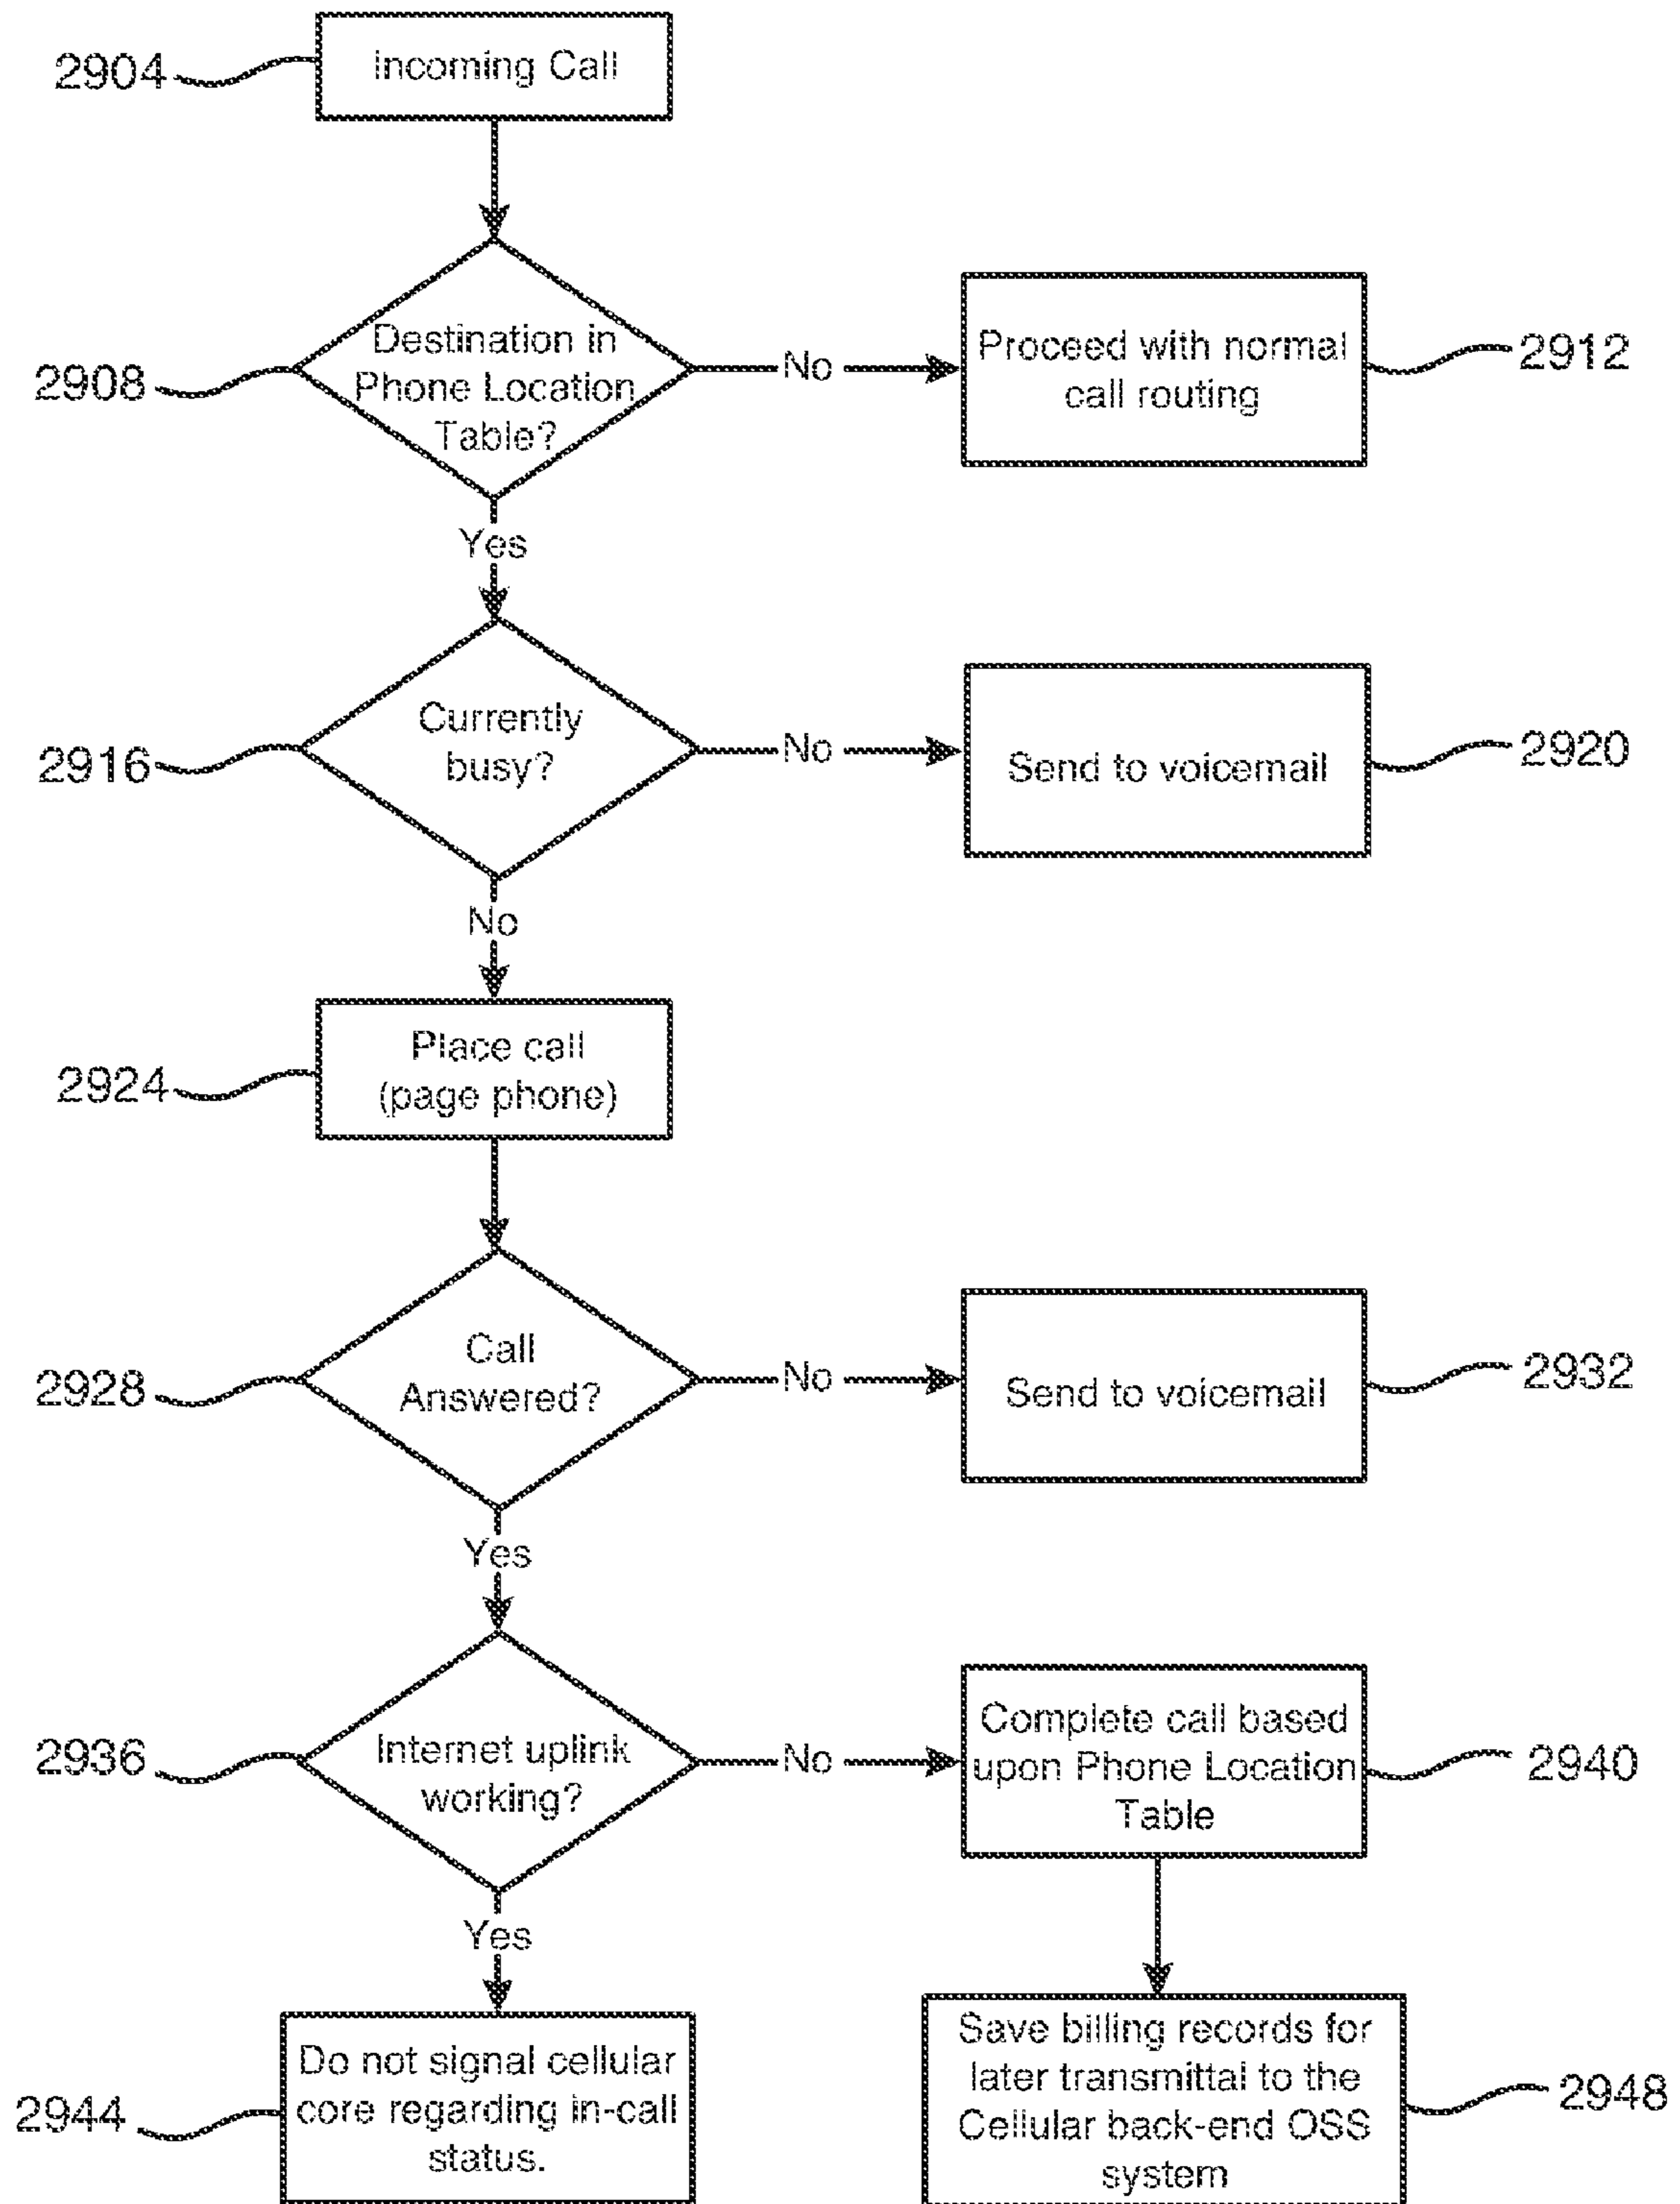 2904
Incoming Call
2908
Destination in
Phone Location
Table?
No
Proceed with normal
call routing
2912
Yes
2916
Currently
busy?
No
Send to voicemail
2920
No
2924
Place call
(page phone)
2928
Call
Answered?
No
Send to voicemail
2932
Yes
2936
Internet uplink
working?
No
Complete call based
upon Phone Location
Table
2940
Yes
2944
Do not signal cellular
core regarding in-call
status.
Save billing records for
later transmittal to the
Cellular back-end OSS
system
2948